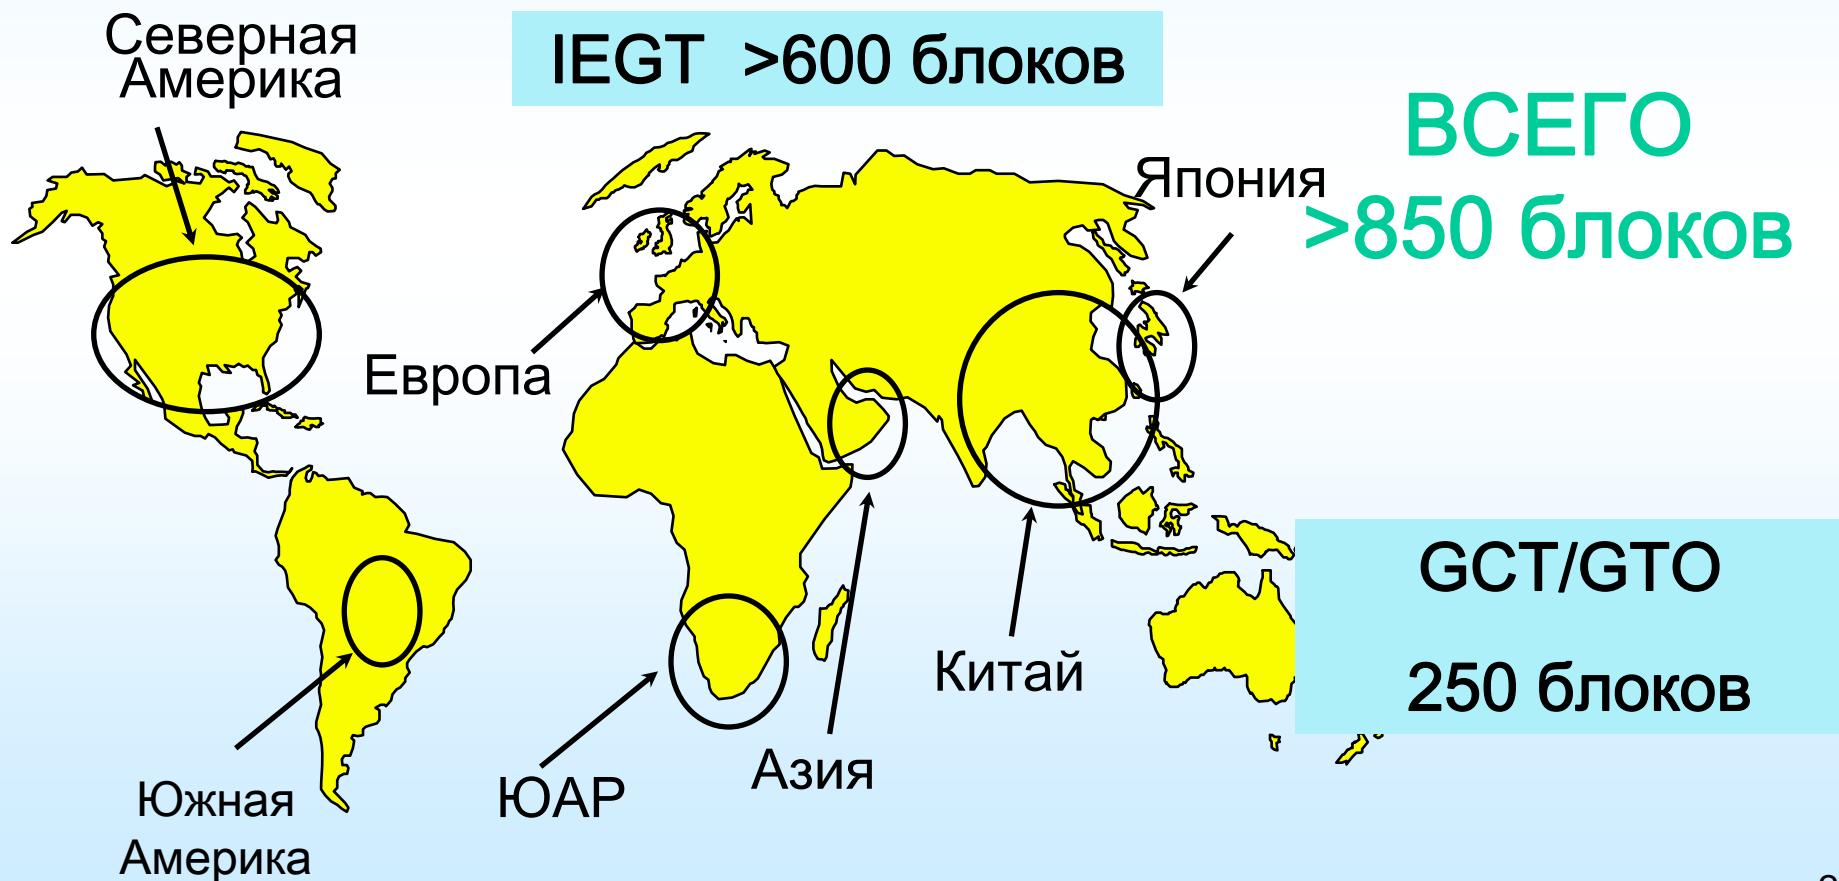 Северная
Америка
IEGT >600 блоков
ВСЕГО
>850 блоков
Япония
Европа
GCT/GTO
250 блоков
Китай
Азия
ЮАР
Южная
Америка